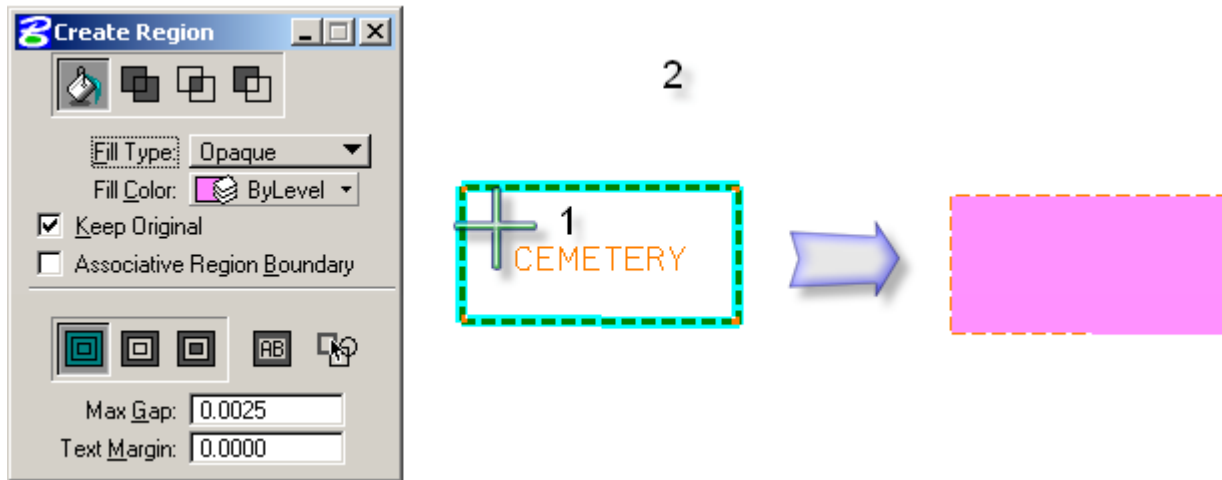 Create Region
Fill Type: Opaque
Fill Color: ByLevel
Keep Original
Associative Region Boundary
AB
Max Gap: 0.0025
Text Margin: 0.0000
2
1
CEMETERY